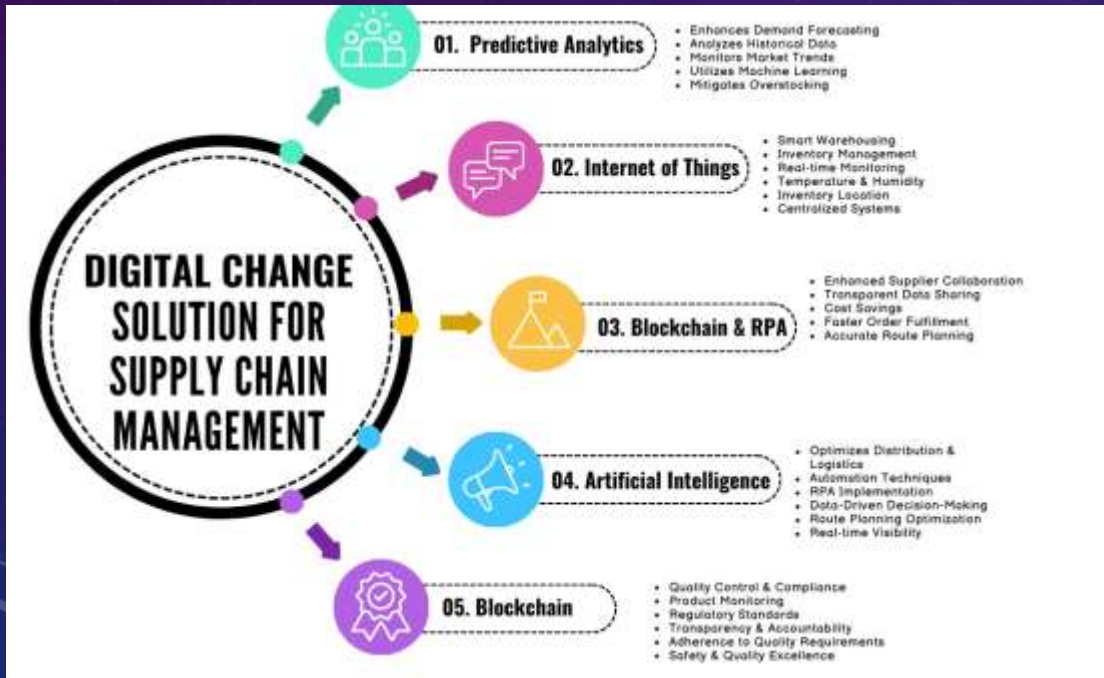 DIGITAL CHANGE
SOLUTION FOR
SUPPLY CHAIN
MANAGEMENT
01. Predictive Analytics
• Enhances Demand Forecasting
• Analyzes Historical Data
• Monitors Market Trends
• Utilizes Machine Learning
• Mitigates Overstocking
02. Internet of Things
• Smart Warehousing
• Inventory Management
• Real-time Monitoring
• Temperature & Humidity
• Inventory Location
• Centralized Systems
03. Blockchain & RPA
• Enhanced Supplier Collaboration
• Transparent Data Sharing
• Cost Savings
• Faster Order Fulfillment
• Accurate Route Planning
04. Artificial Intelligence
• Optimizes Distribution &
Logistics
• Automation Techniques
• RPA Implementation
• Data-Driven Decision-Making
• Route Planning Optimization
• Real-time Visibility
05. Blockchain
• Quality Control & Compliance
• Product Monitoring
• Regulatory Standards
• Transparency & Accountability
• Adherence to Quality Requirements
• Safety & Quality Excellence